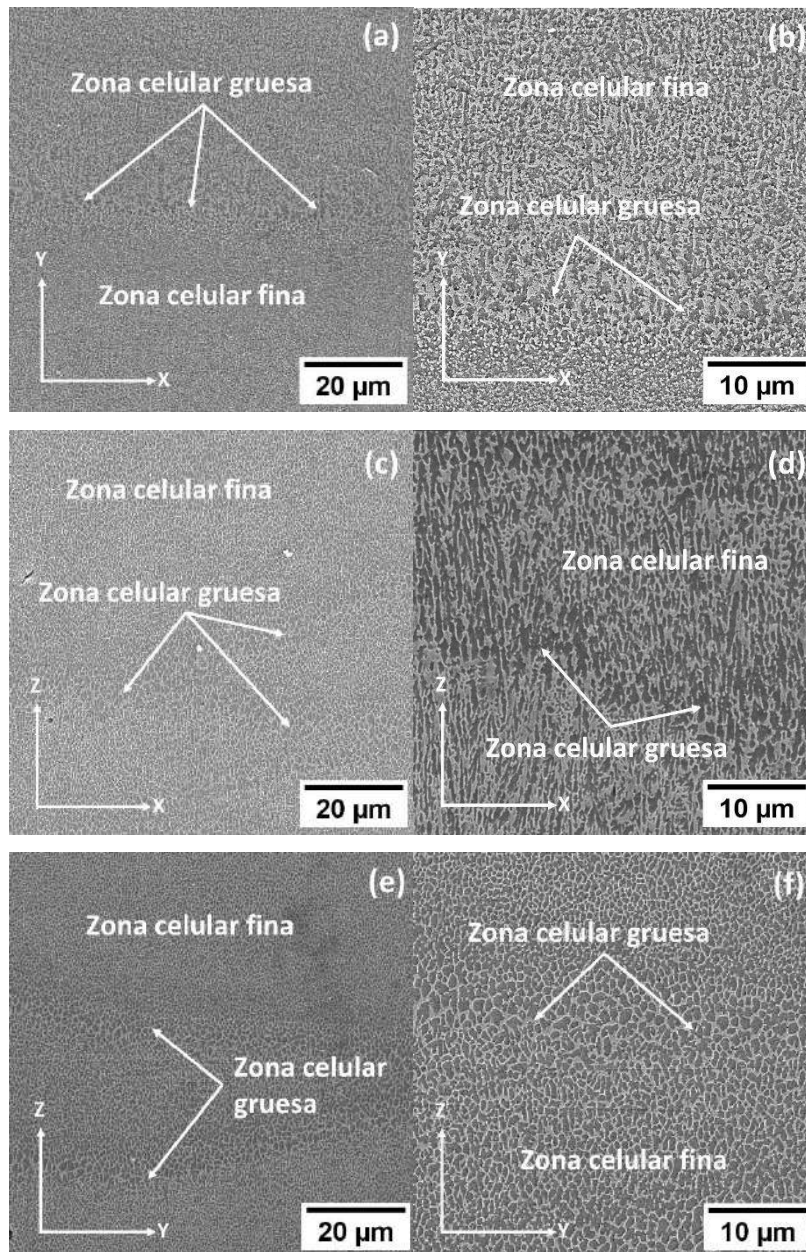 (a)
Zona celular gruesa
Y
Zona celular fina
X
20 µm
(b)
Zona celular fina
Zona celular gruesa
Y
X
10 µm
(c)
Zona celular fina
Zona celular gruesa
Z
X
20 µm
(d)
Zona celular fina
Zona celular gruesa
Z
X
10 µm
(e)
Zona celular fina
Zona celular
gruesa
Z
Y
20 µm
(f)
Zona celular gruesa
Z
Zona celular fina
Y
10 µm